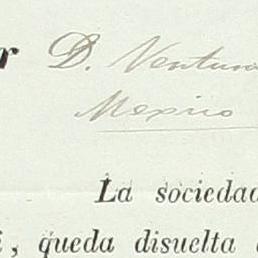 r D. Ventura
Mexico
La sociedad
i, queda disuelta